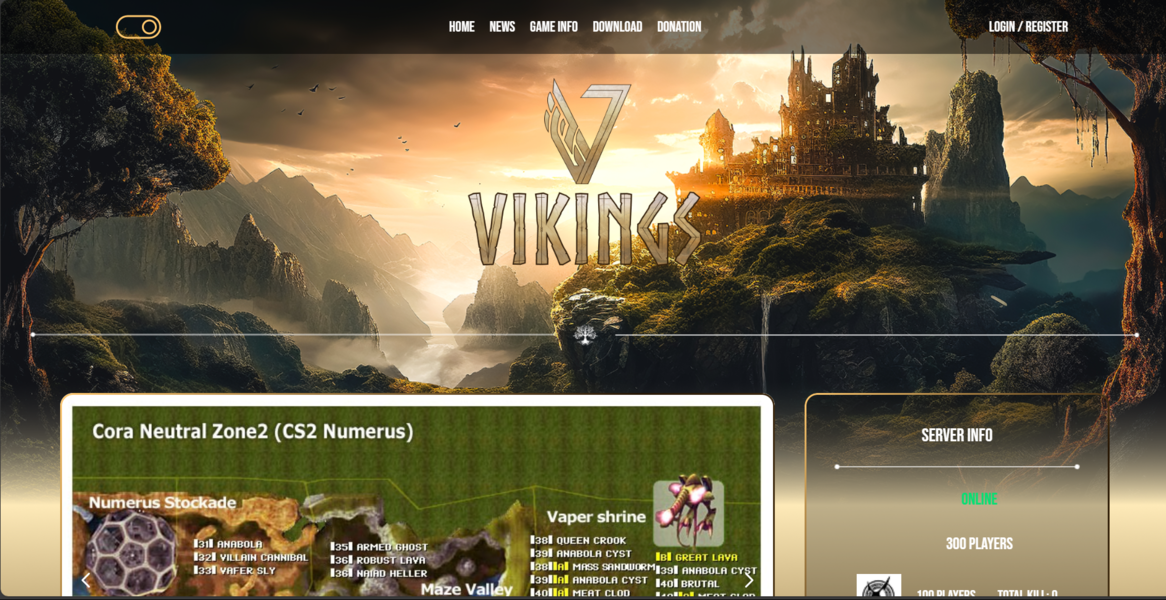 HOME NEWS GAME INFO DOWNLOAD DONATION LOGIN / REGISTER
VIKINGS
Cora Neutral Zone2 (CS2 Numerus)
SERVER INFO
Numerus Stockade
ONLINE
Vaper shrine
300 PLAYERS
31 ANABOLA
32 VILLAIN CANNIBAL
33 VAFER SLY
35 ARMED GHOST
36 ROBUST LAVA
36 NAIAD HELLER
Maze Valley
38 QUEEN CROOK
39 ANABOLA CYST
38 A MASS SANDWORM
39 A ANABOLA CYST
40 A MEAT CLOD
B GREAT LAVA
39 ANABOLA CYST
40 BRUTAL
100 PLAYERS TOTAL KILL : 0